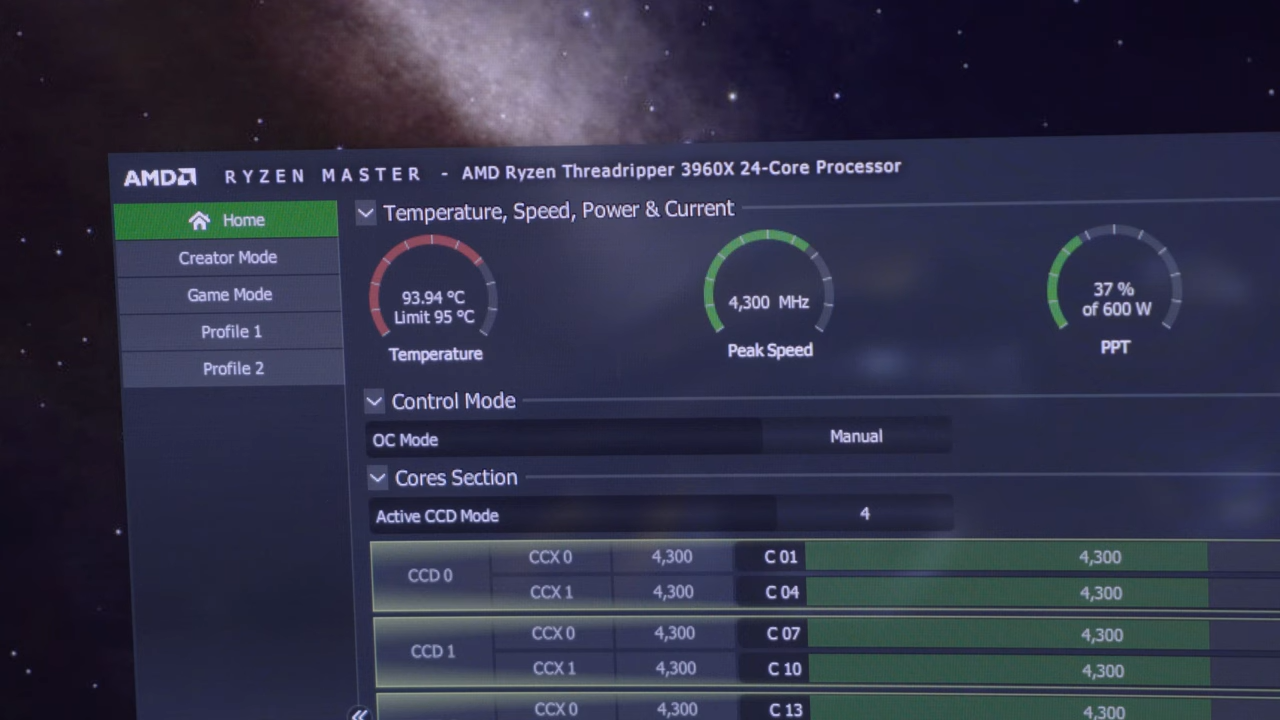 AMD RYZEN MASTER - AMD Ryzen Threadripper 3960X 24-Core Processor
Home
Creator Mode
Game Mode
Profile 1
Profile 2
Temperature, Speed, Power & Current
93.94 °C
Limit 95 °C
Temperature
4,300 MHz
Peak Speed
37 %
of 600 W
PPT
Control Mode
OC Mode Manual
Cores Section
Active CCD Mode 4
CCD 0
CCX 0 4,300 C 01 4,300
CCX 1 4,300 C 04 4,300
CCD 1
CCX 0 4,300 C 07 4,300
CCX 1 4,300 C 10 4,300
CCX 0 4,300 C 13 4,300